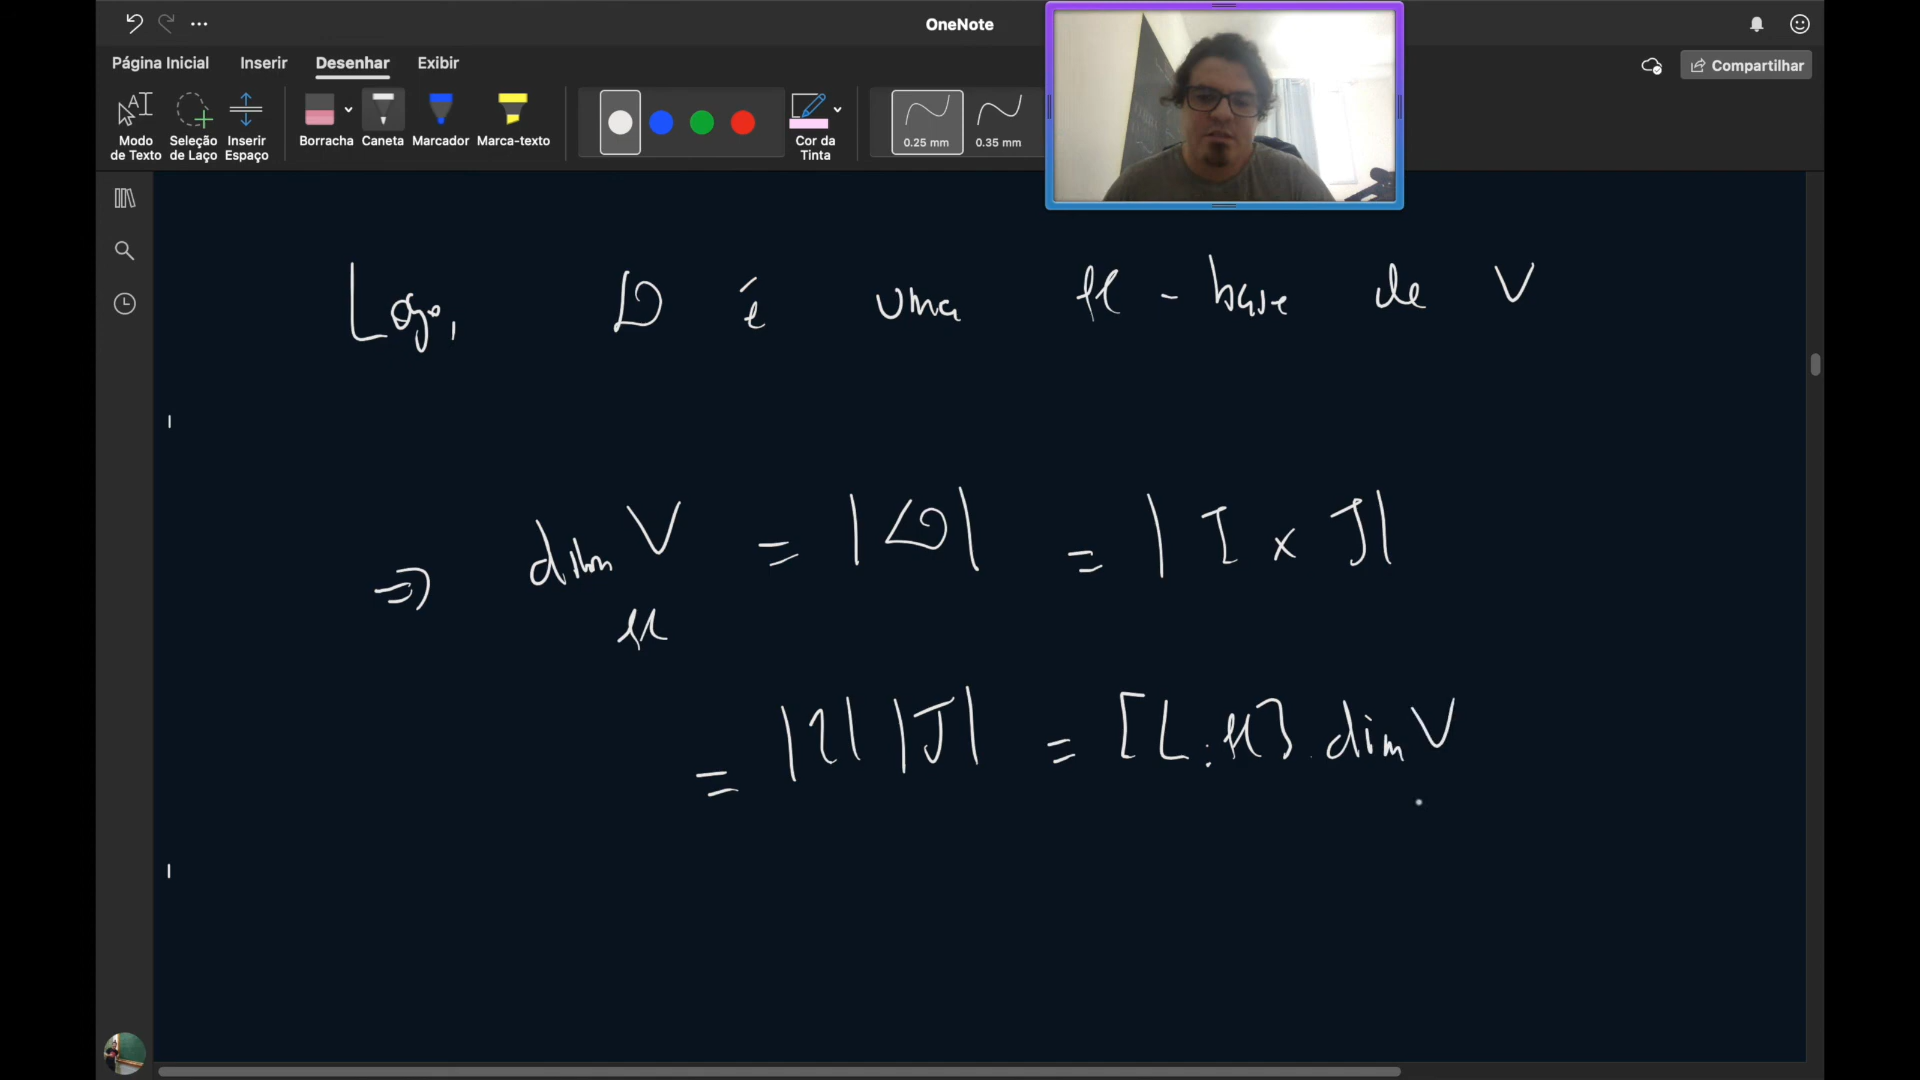 OneNote
Página Inicial Inserir Desenhar Exibir
Compartilhar
Modo de Texto
Seleção de Laço
Inserir Espaço
Borracha
Caneta
Marcador
Marca-texto
Cor da Tinta
0.25 mm
0.35 mm
Logo, D é uma K - base de V
⇒ dim_K V = |D| = |I × J|
= |I| |J| = [L:K] . dim V